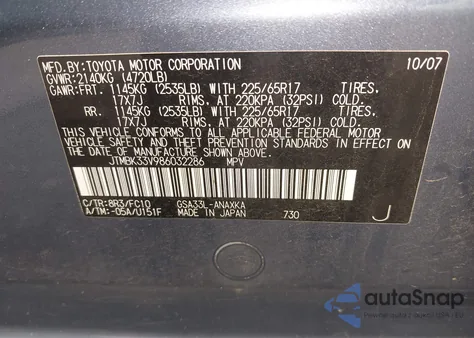 MFD.BY:TOYOTA MOTOR CORPORATION 10/07
GVWR:2140KG (4720LB)
GAWR:FRT. 1145KG (2535LB) WITH 225/65R17 TIRES,
17X7J RIMS, AT 220KPA (32PSI) COLD.
RR. 1145KG (2535LB) WITH 225/65R17 TIRES,
17X7J RIMS, AT 220KPA (32PSI) COLD.
THIS VEHICLE CONFORMS TO ALL APPLICABLE FEDERAL MOTOR
VEHICLE SAFETY AND THEFT PREVENTION STANDARDS IN EFFECT ON
THE DATE OF MANUFACTURE SHOWN ABOVE.
JTMBK33V986032286 MPV
C/TR:8R3/FC10 GSA33L-ANAXKA
A/TM:-05A/U151F MADE IN JAPAN 730 J
autoSnap